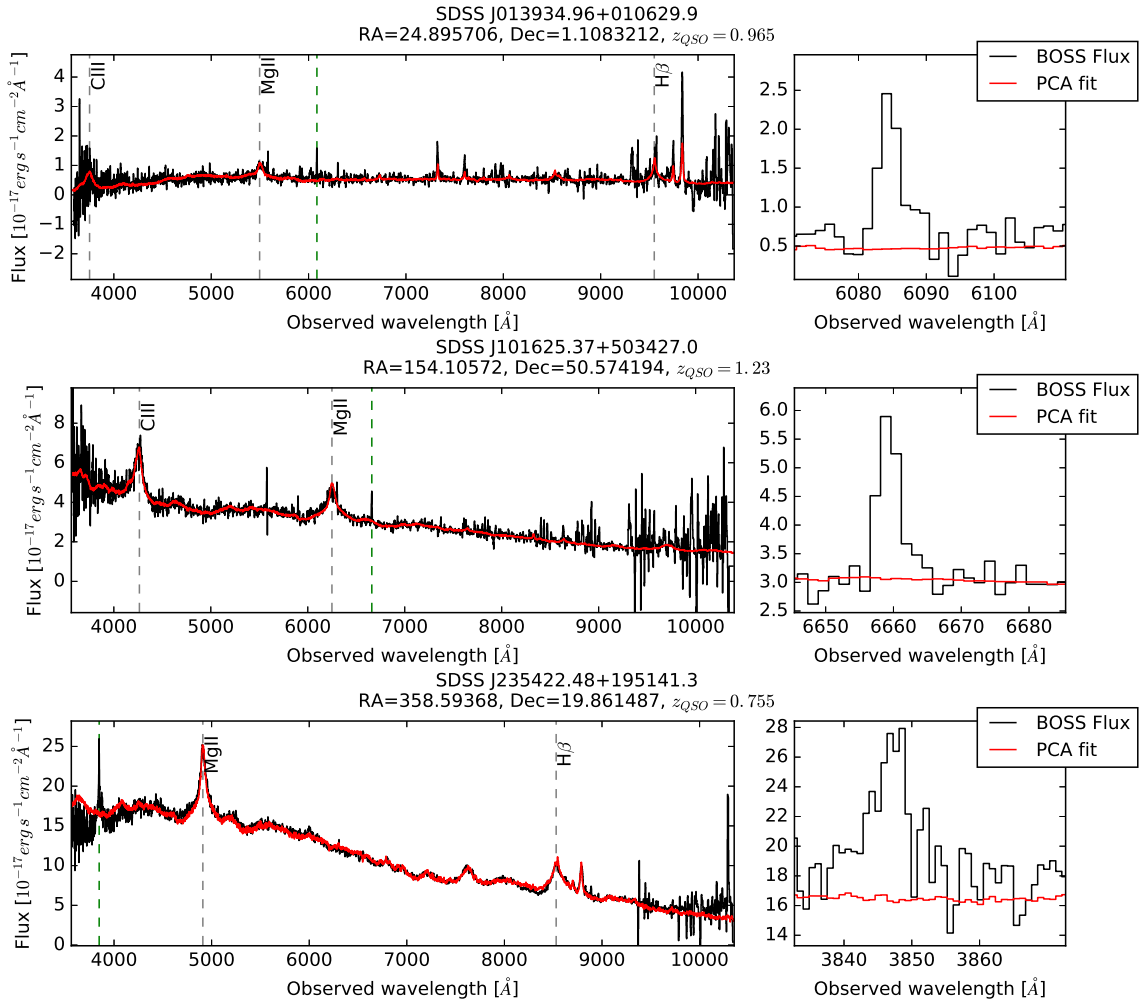 SDSS J013934.96+010629.9
RA=24.895706, Dec=1.1083212, z_QSO = 0.965
Flux [10^−17 erg s^−1 cm^−2 Å^−1]
4
3
2
1
0
−1
−2
CIII
MgII
Hβ
4000 5000 6000 7000 8000 9000 10000
Observed wavelength [Å]
BOSS Flux
PCA fit
2.5
2.0
1.5
1.0
0.5
6080 6090 6100
Observed wavelength [Å]
SDSS J101625.37+503427.0
RA=154.10572, Dec=50.574194, z_QSO = 1.23
Flux [10^−17 erg s^−1 cm^−2 Å^−1]
8
6
4
2
0
CIII
MgII
4000 5000 6000 7000 8000 9000 10000
Observed wavelength [Å]
BOSS Flux
PCA fit
6.0
5.5
5.0
4.5
4.0
3.5
3.0
2.5
6650 6660 6670 6680
Observed wavelength [Å]
SDSS J235422.48+195141.3
RA=358.59368, Dec=19.861487, z_QSO = 0.755
Flux [10^−17 erg s^−1 cm^−2 Å^−1]
25
20
15
10
5
0
MgII
Hβ
4000 5000 6000 7000 8000 9000 10000
Observed wavelength [Å]
BOSS Flux
PCA fit
28
26
24
22
20
18
16
14
3840 3850 3860
Observed wavelength [Å]